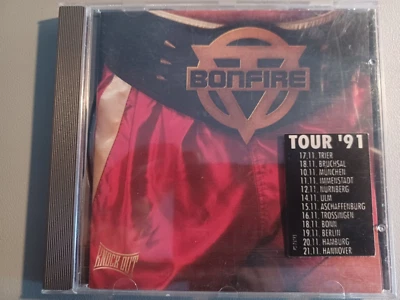 BONFIRE
TOUR '91
17.11. TRIER
18.11. BRUCHSAL
10.11. MÜNCHEN
11.11. IMMENSTADT
12.11. NÜRNBERG
14.11. ULM
15.11. ASCHAFFENBURG
16.11. TROSSINGEN
18.11. BONN
19.11. BERLIN
20.11. HAMBURG
21.11. HANNOVER
KNOCK OUT